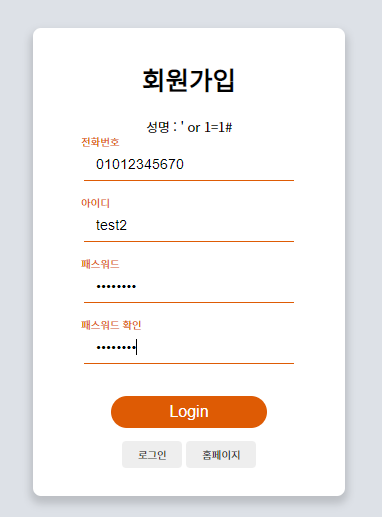 회원가입
성명 : ' or 1=1#
전화번호
01012345670
아이디
test2
패스워드
••••••••
패스워드 확인
••••••••
Login
로그인 홈페이지